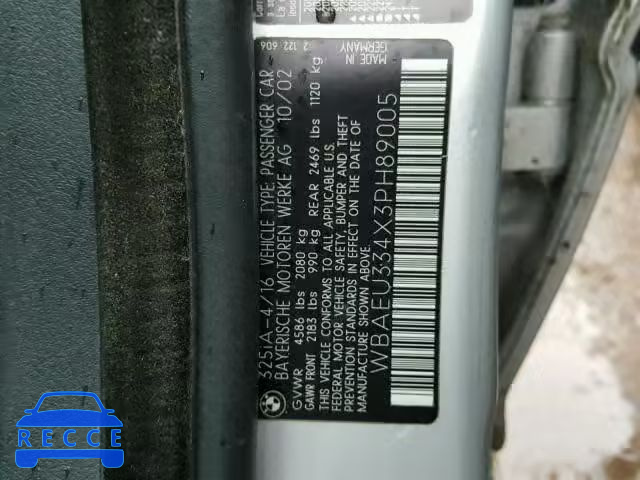 325IA-4/16 VEHICLE TYPE: PASSENGER CAR
BAYERISCHE MOTOREN WERKE AG 10/02
GVWR 4586 lbs 2080 kg
GAWR FRONT 2183 lbs 990 kg REAR 2469 lbs 1120 kg
THIS VEHICLE CONFORMS TO ALL APPLICABLE U.S.
FEDERAL MOTOR VEHICLE SAFETY, BUMPER AND THEFT
PREVENTION STANDARDS IN EFFECT ON THE DATE OF
MANUFACTURE SHOWN ABOVE.
WBAEU334X3PH89005
2 122 606
MADE IN
GERMANY
RECCE